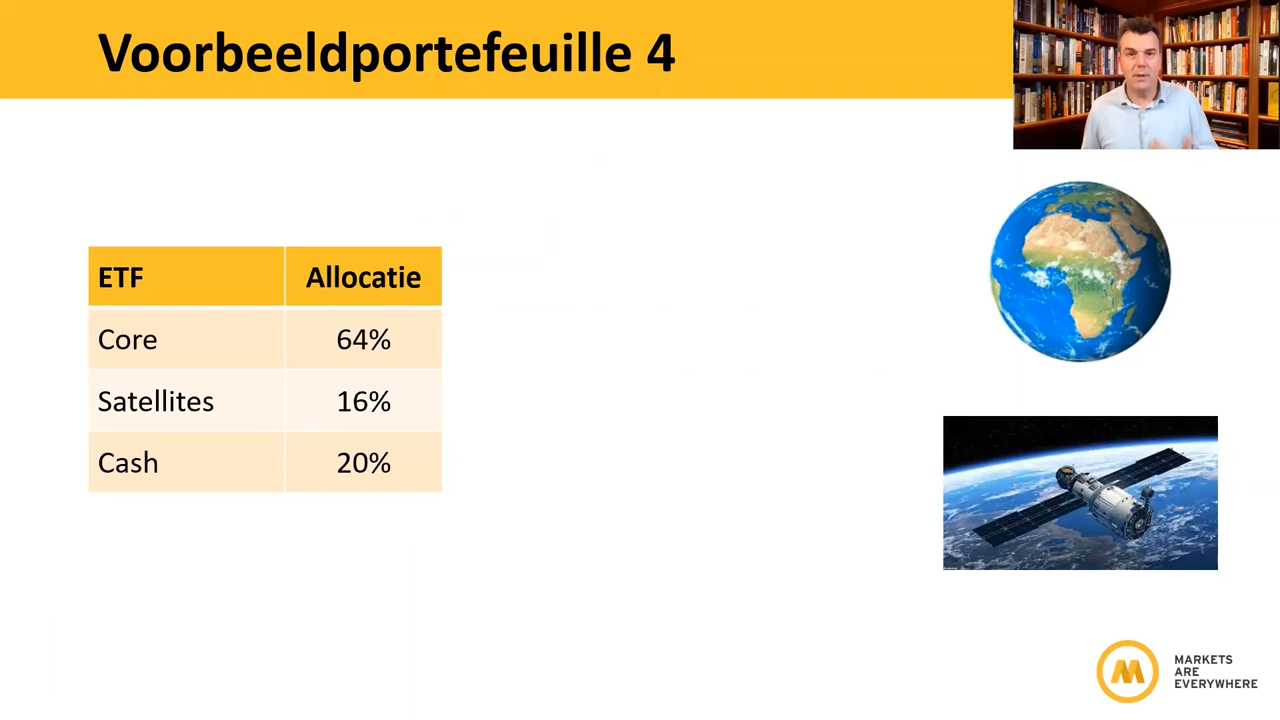 Voorbeeldportefeuille 4
ETF Allocatie
Core 64%
Satellites 16%
Cash 20%
MARKETS
ARE
EVERYWHERE